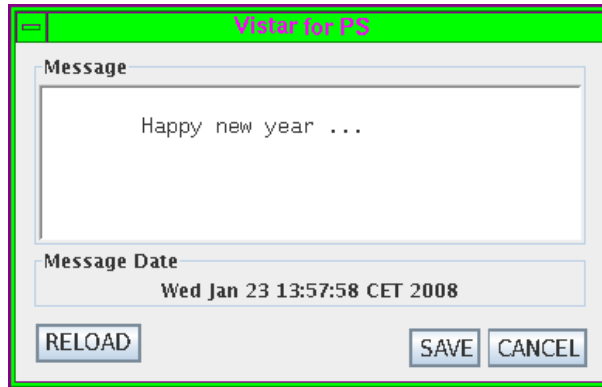 Vistar for PS
Message
Happy new year ...
Message Date
Wed Jan 23 13:57:58 CET 2008
RELOAD SAVE CANCEL